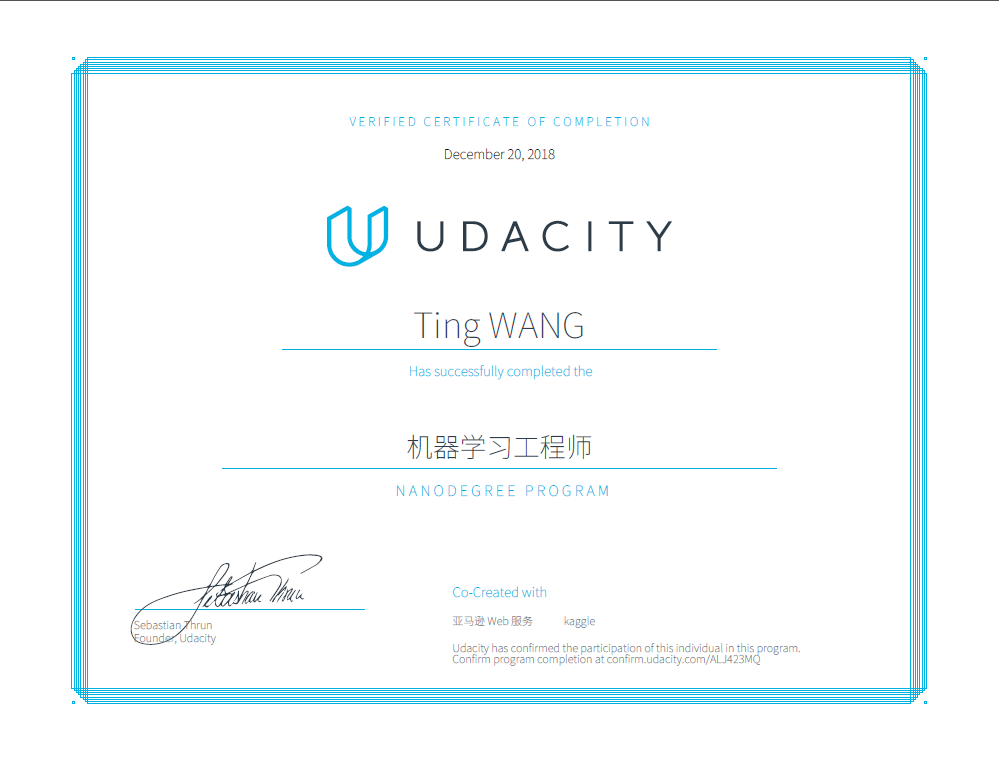 VERIFIED CERTIFICATE OF COMPLETION
December 20, 2018
UDACITY
Ting WANG
Has successfully completed the
机器学习工程师
NANODEGREE PROGRAM
Sebastian Thrun
Sebastian Thrun
Founder, Udacity
Co-Created with
亚马逊 Web 服务 kaggle
Udacity has confirmed the participation of this individual in this program.
Confirm program completion at confirm.udacity.com/ALJ423MQ